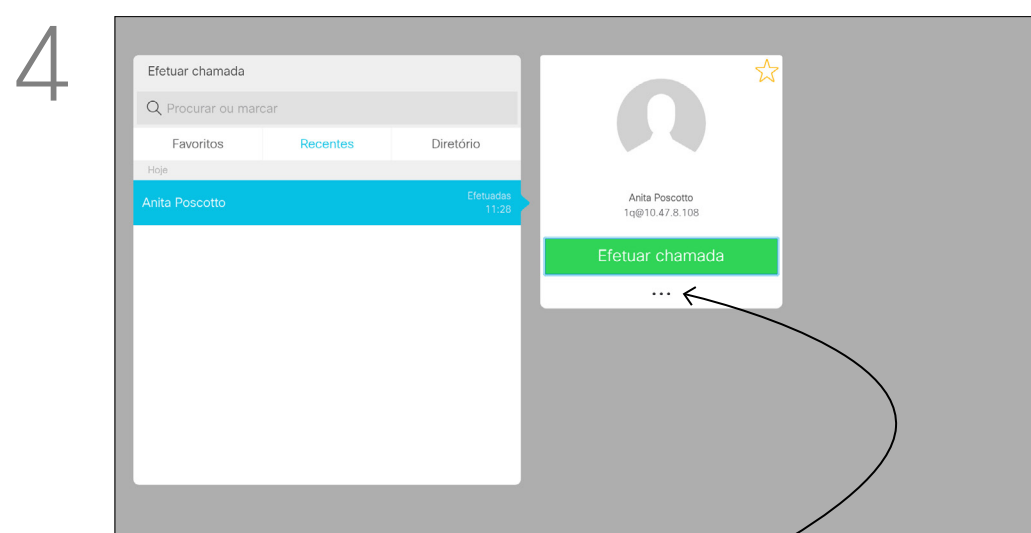 4
Efetuar chamada
Procurar ou marcar
Favoritos Recentes Diretório
Hoje
Anita Poscotto
Efetuadas
11:28
Anita Poscotto
1q@10.47.8.108
Efetuar chamada
...